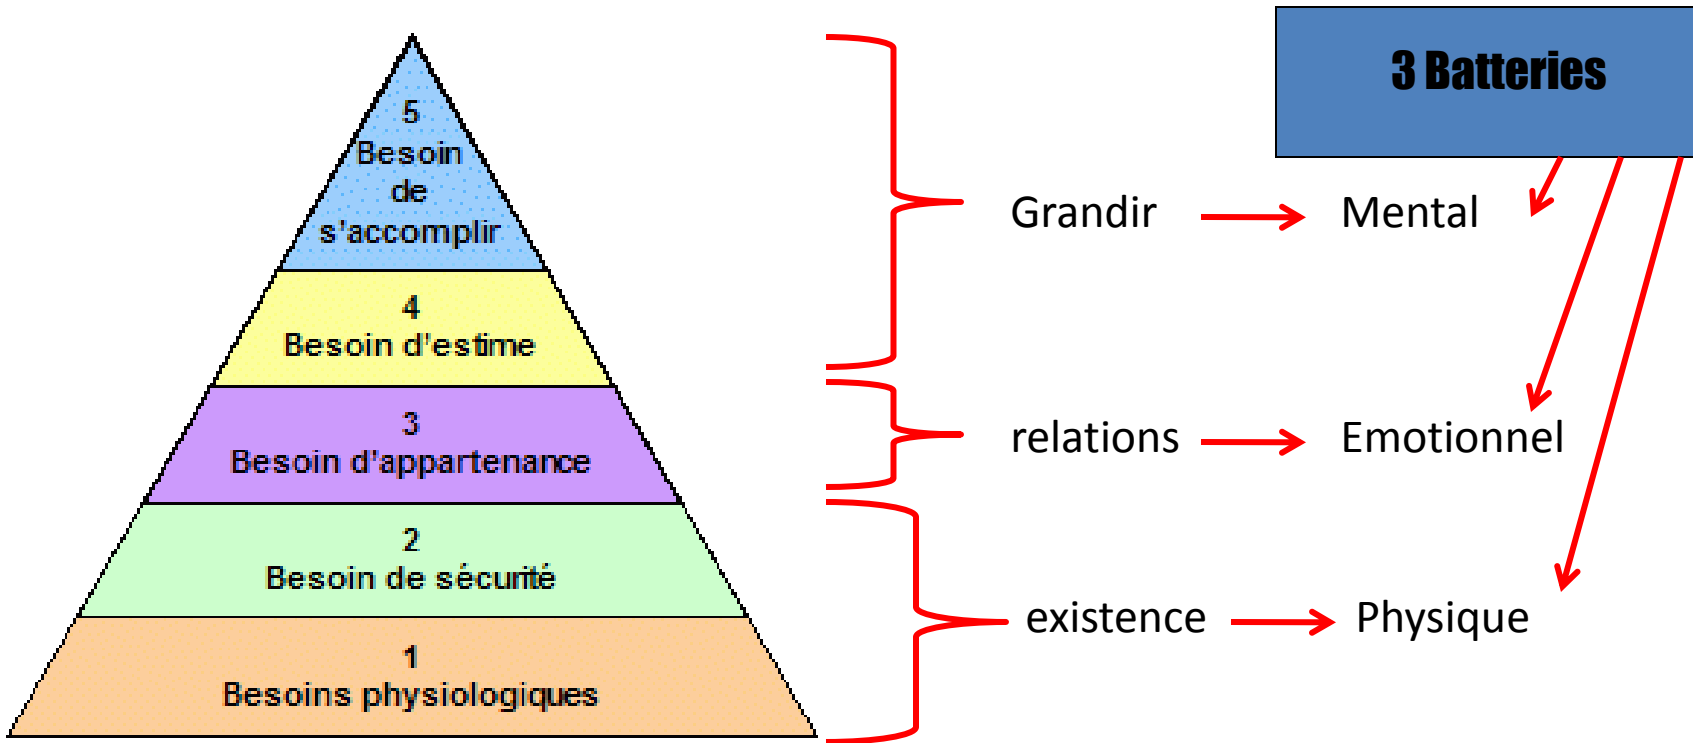 3 Batteries
5
Besoin
de
s'accomplir
4
Besoin d'estime
3
Besoin d'appartenance
2
Besoin de sécurité
1
Besoins physiologiques
Grandir
Mental
relations
Emotionnel
existence
Physique